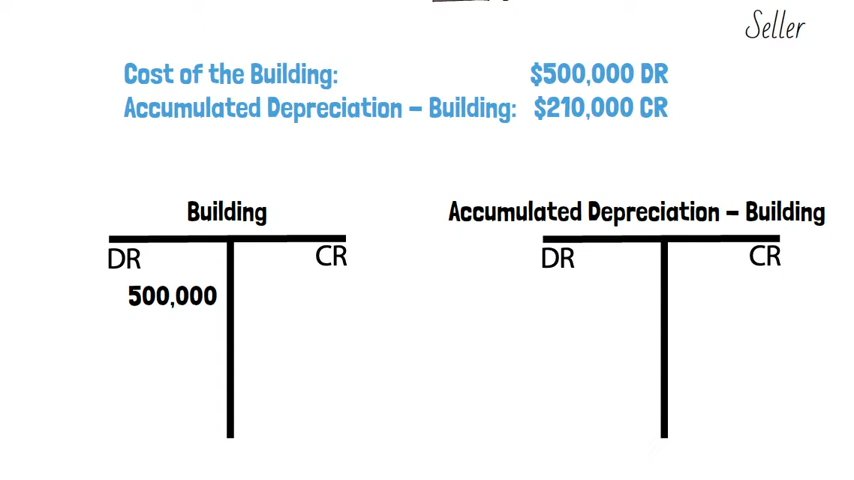 Seller
Cost of the Building: $500,000 DR
Accumulated Depreciation – Building: $210,000 CR
Building
DR CR
500,000
Accumulated Depreciation – Building
DR CR